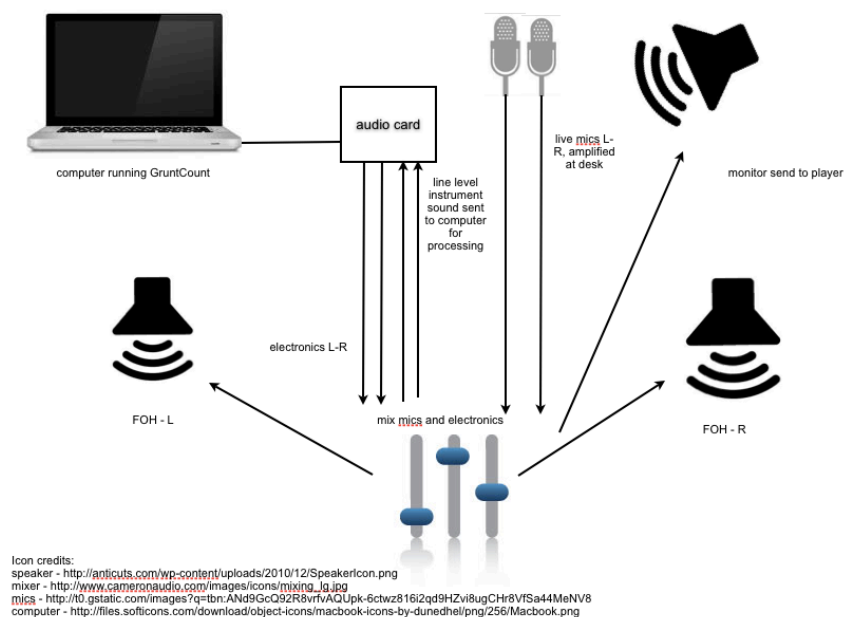 audio card
computer running GruntCount
line level
instrument
sound sent
to computer
for
processing
live mics L-
R, amplified
at desk
monitor send to player
electronics L-R
FOH - L
mix mics and electronics
FOH - R
Icon credits:
speaker - http://anticuts.com/wp-content/uploads/2010/12/SpeakerIcon.png
mixer - http://www.cameronaudio.com/images/icons/mixing_lg.jpg
mics - http://t0.gstatic.com/images?q=tbn:ANd9GcQ92R8vrfvAQUpk-6ctwz816i2qd9HZvi8ugCHr8VfSa44MeNV8
computer - http://files.softicons.com/download/object-icons/macbook-icons-by-dunedhel/png/256/Macbook.png